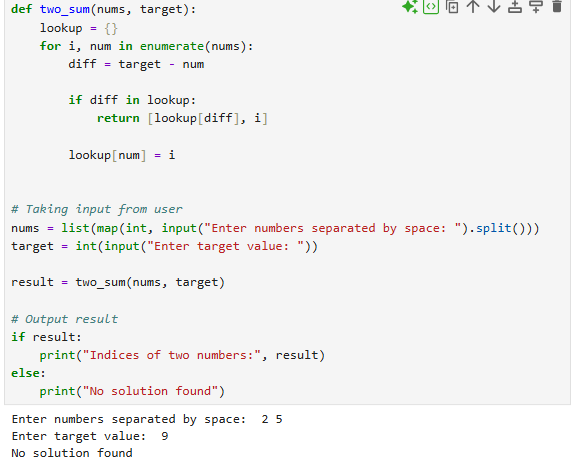 def two_sum(nums, target):
    lookup = {}
    for i, num in enumerate(nums):
        diff = target - num

        if diff in lookup:
            return [lookup[diff], i]

        lookup[num] = i


# Taking input from user
nums = list(map(int, input("Enter numbers separated by space: ").split()))
target = int(input("Enter target value: "))

result = two_sum(nums, target)

# Output result
if result:
    print("Indices of two numbers:", result)
else:
    print("No solution found")
Enter numbers separated by space:  2 5
Enter target value:  9
No solution found